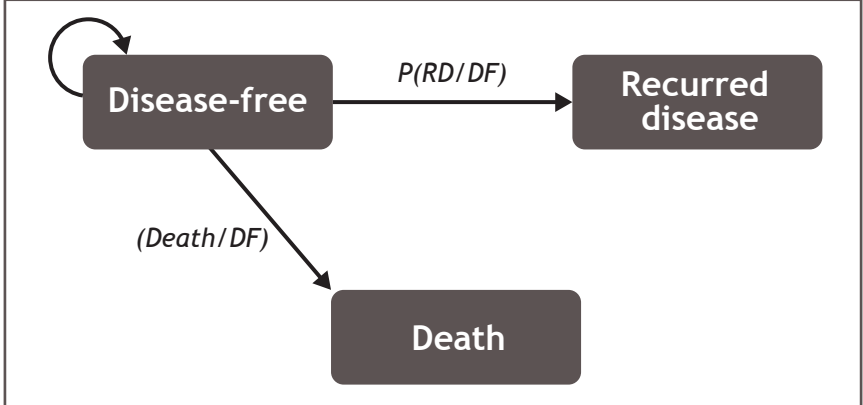 Disease-free
P(RD/DF)
Recurred
disease
(Death/DF)
Death